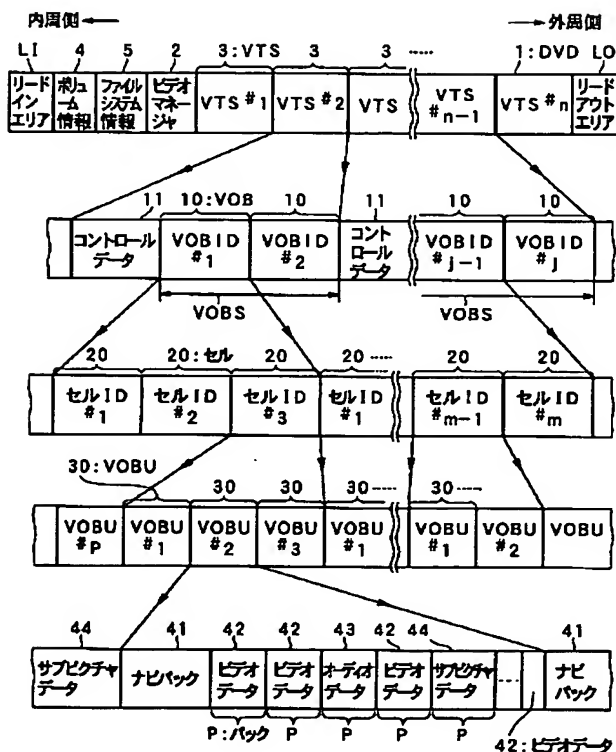 内周側← →外周側
LI 4 5 2 3:VTS 3 3 ····· 1:DVD LO
リードインエリア ボリューム情報 ファイルシステム情報 ビデオマネージャ VTS #1 VTS #2 VTS VTS #n-1 VTS #n リードアウトエリア
11 10:VOB 10 11 10 10
コントロールデータ VOBID #1 VOBID #2 コントロールデータ VOBID #j-1 VOBID #j
VOBS VOBS
20 20:セル 20 20 ····· 20 20
セルID #1 セルID #2 セルID #3 セルID #1 セルID #m-1 セルID #m
30:VOBU 30 30 30 ····· 30 ·····
VOBU #P VOBU #1 VOBU #2 VOBU #3 VOBU #1 VOBU #1 VOBU #2 VOBU
44 41 42 42 43 42 44 41
サブピクチャデータ ナビパック ビデオデータ ビデオデータ オーディオデータ ビデオデータ サブピクチャデータ ···· ナビパック
P:パック P P P P
42:ビデオデータ